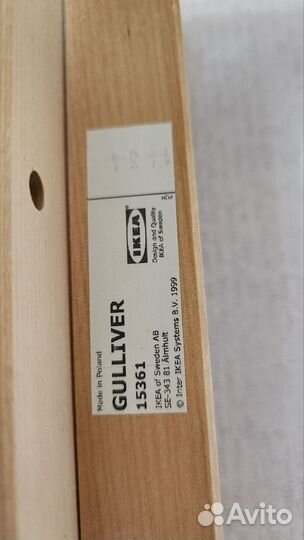 Made in Poland
GULLIVER
15361
IKEA of Sweden AB
SE-343 81 Älmhult
© Inter IKEA Systems B.V. 1999
IKEA
Design and Quality
IKEA of Sweden
Avito